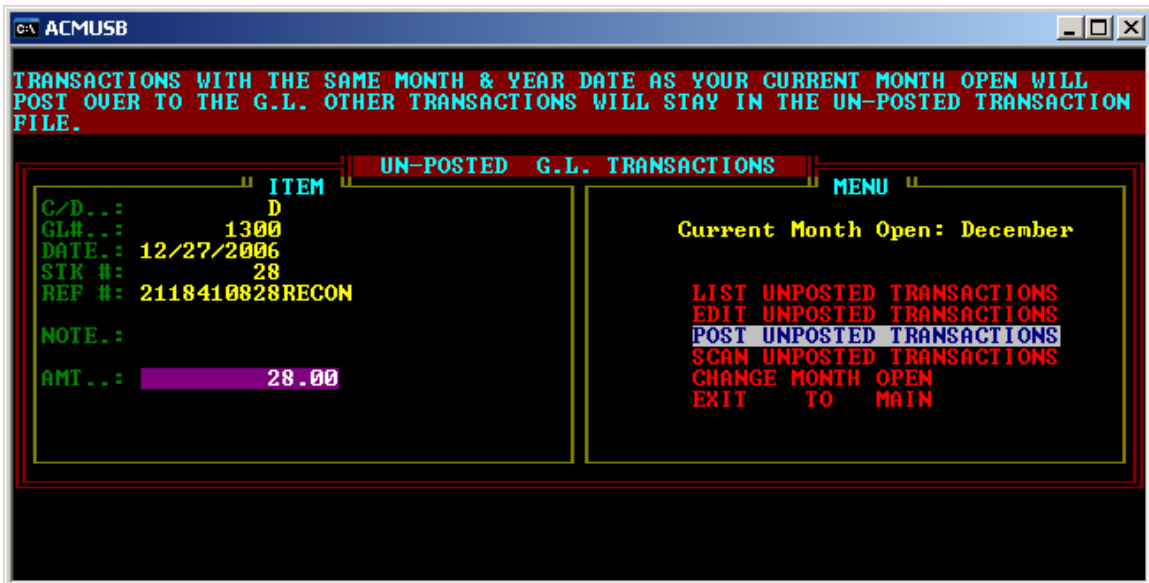 ACMUSB
TRANSACTIONS WITH THE SAME MONTH & YEAR DATE AS YOUR CURRENT MONTH OPEN WILL
POST OVER TO THE G.L. OTHER TRANSACTIONS WILL STAY IN THE UN-POSTED TRANSACTION
FILE.
UN-POSTED G.L. TRANSACTIONS
ITEM
C/D..: D
GL#..: 1300
DATE.: 12/27/2006
STK #: 28
REF #: 2118410828RECON
NOTE.:
AMT..: 28.00
MENU
Current Month Open: December
LIST UNPOSTED TRANSACTIONS
EDIT UNPOSTED TRANSACTIONS
POST UNPOSTED TRANSACTIONS
SCAN UNPOSTED TRANSACTIONS
CHANGE MONTH OPEN
EXIT TO MAIN